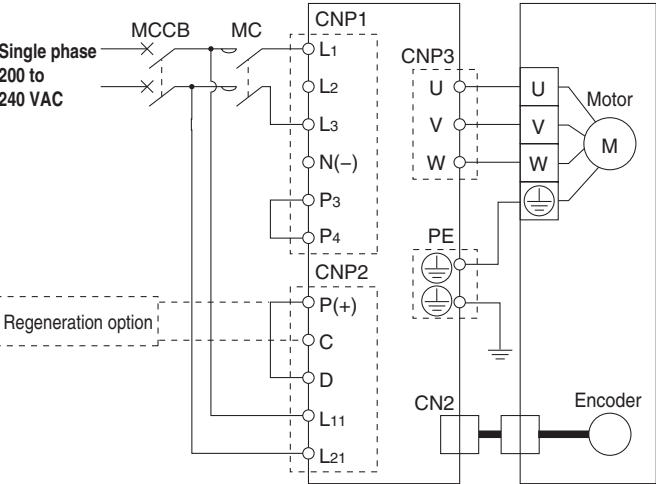 MCCB
MC
CNP1
Single phase
200 to
240 VAC
L1
L2
L3
N(−)
P3
P4
CNP3
U
V
W
U
V
W
Motor
M
PE
CNP2
P(+)
C
D
L11
L21
Regeneration option
CN2
Encoder